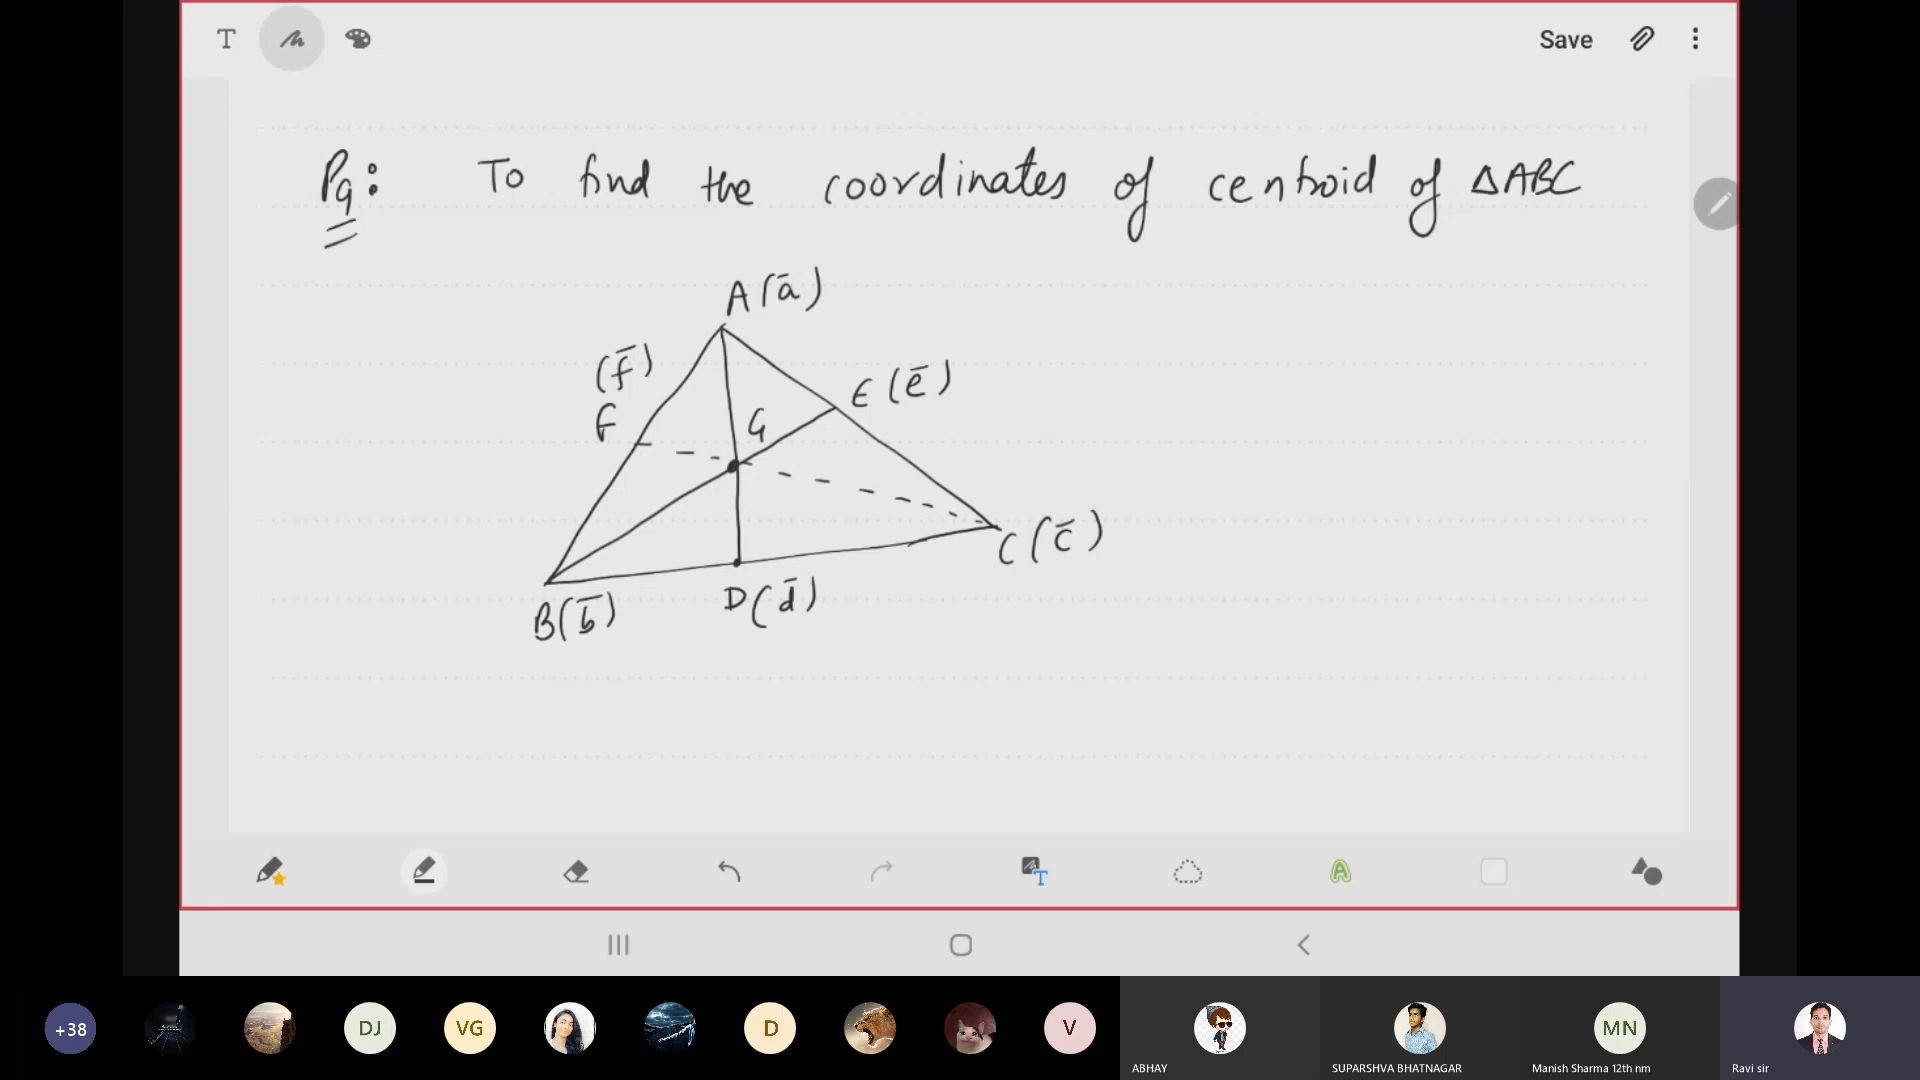 T
Save
Pg: To find the coordinates of centroid of ΔABC
A(ā)
(f̄)
E(ē)
F
G
C(c̄)
D(d̄)
B(b̄)
T
A
+38
DJ
VG
D
V
MN
ABHAY
SUPARSHVA BHATNAGAR
Manish Sharma 12th nm
Ravi sir